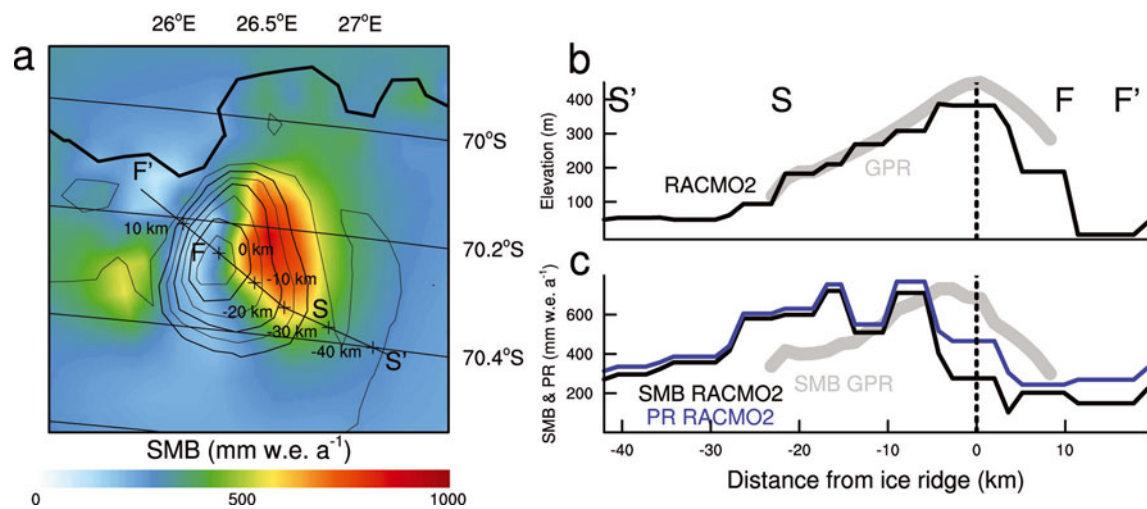 26°E 26.5°E 27°E
a
70°S
F'
10 km
70.2°S
F
0 km
-10 km
-20 km
S
-30 km
-40 km
S'
70.4°S
SMB (mm w.e. a⁻¹)
0 500 1000
b
S' S F F'
400
300
200
100
Elevation (m)
RACMO2
GPR
c
600
400
200
SMB & PR (mm w.e. a⁻¹)
SMB GPR
SMB RACMO2
PR RACMO2
-40 -30 -20 -10 0 10
Distance from ice ridge (km)